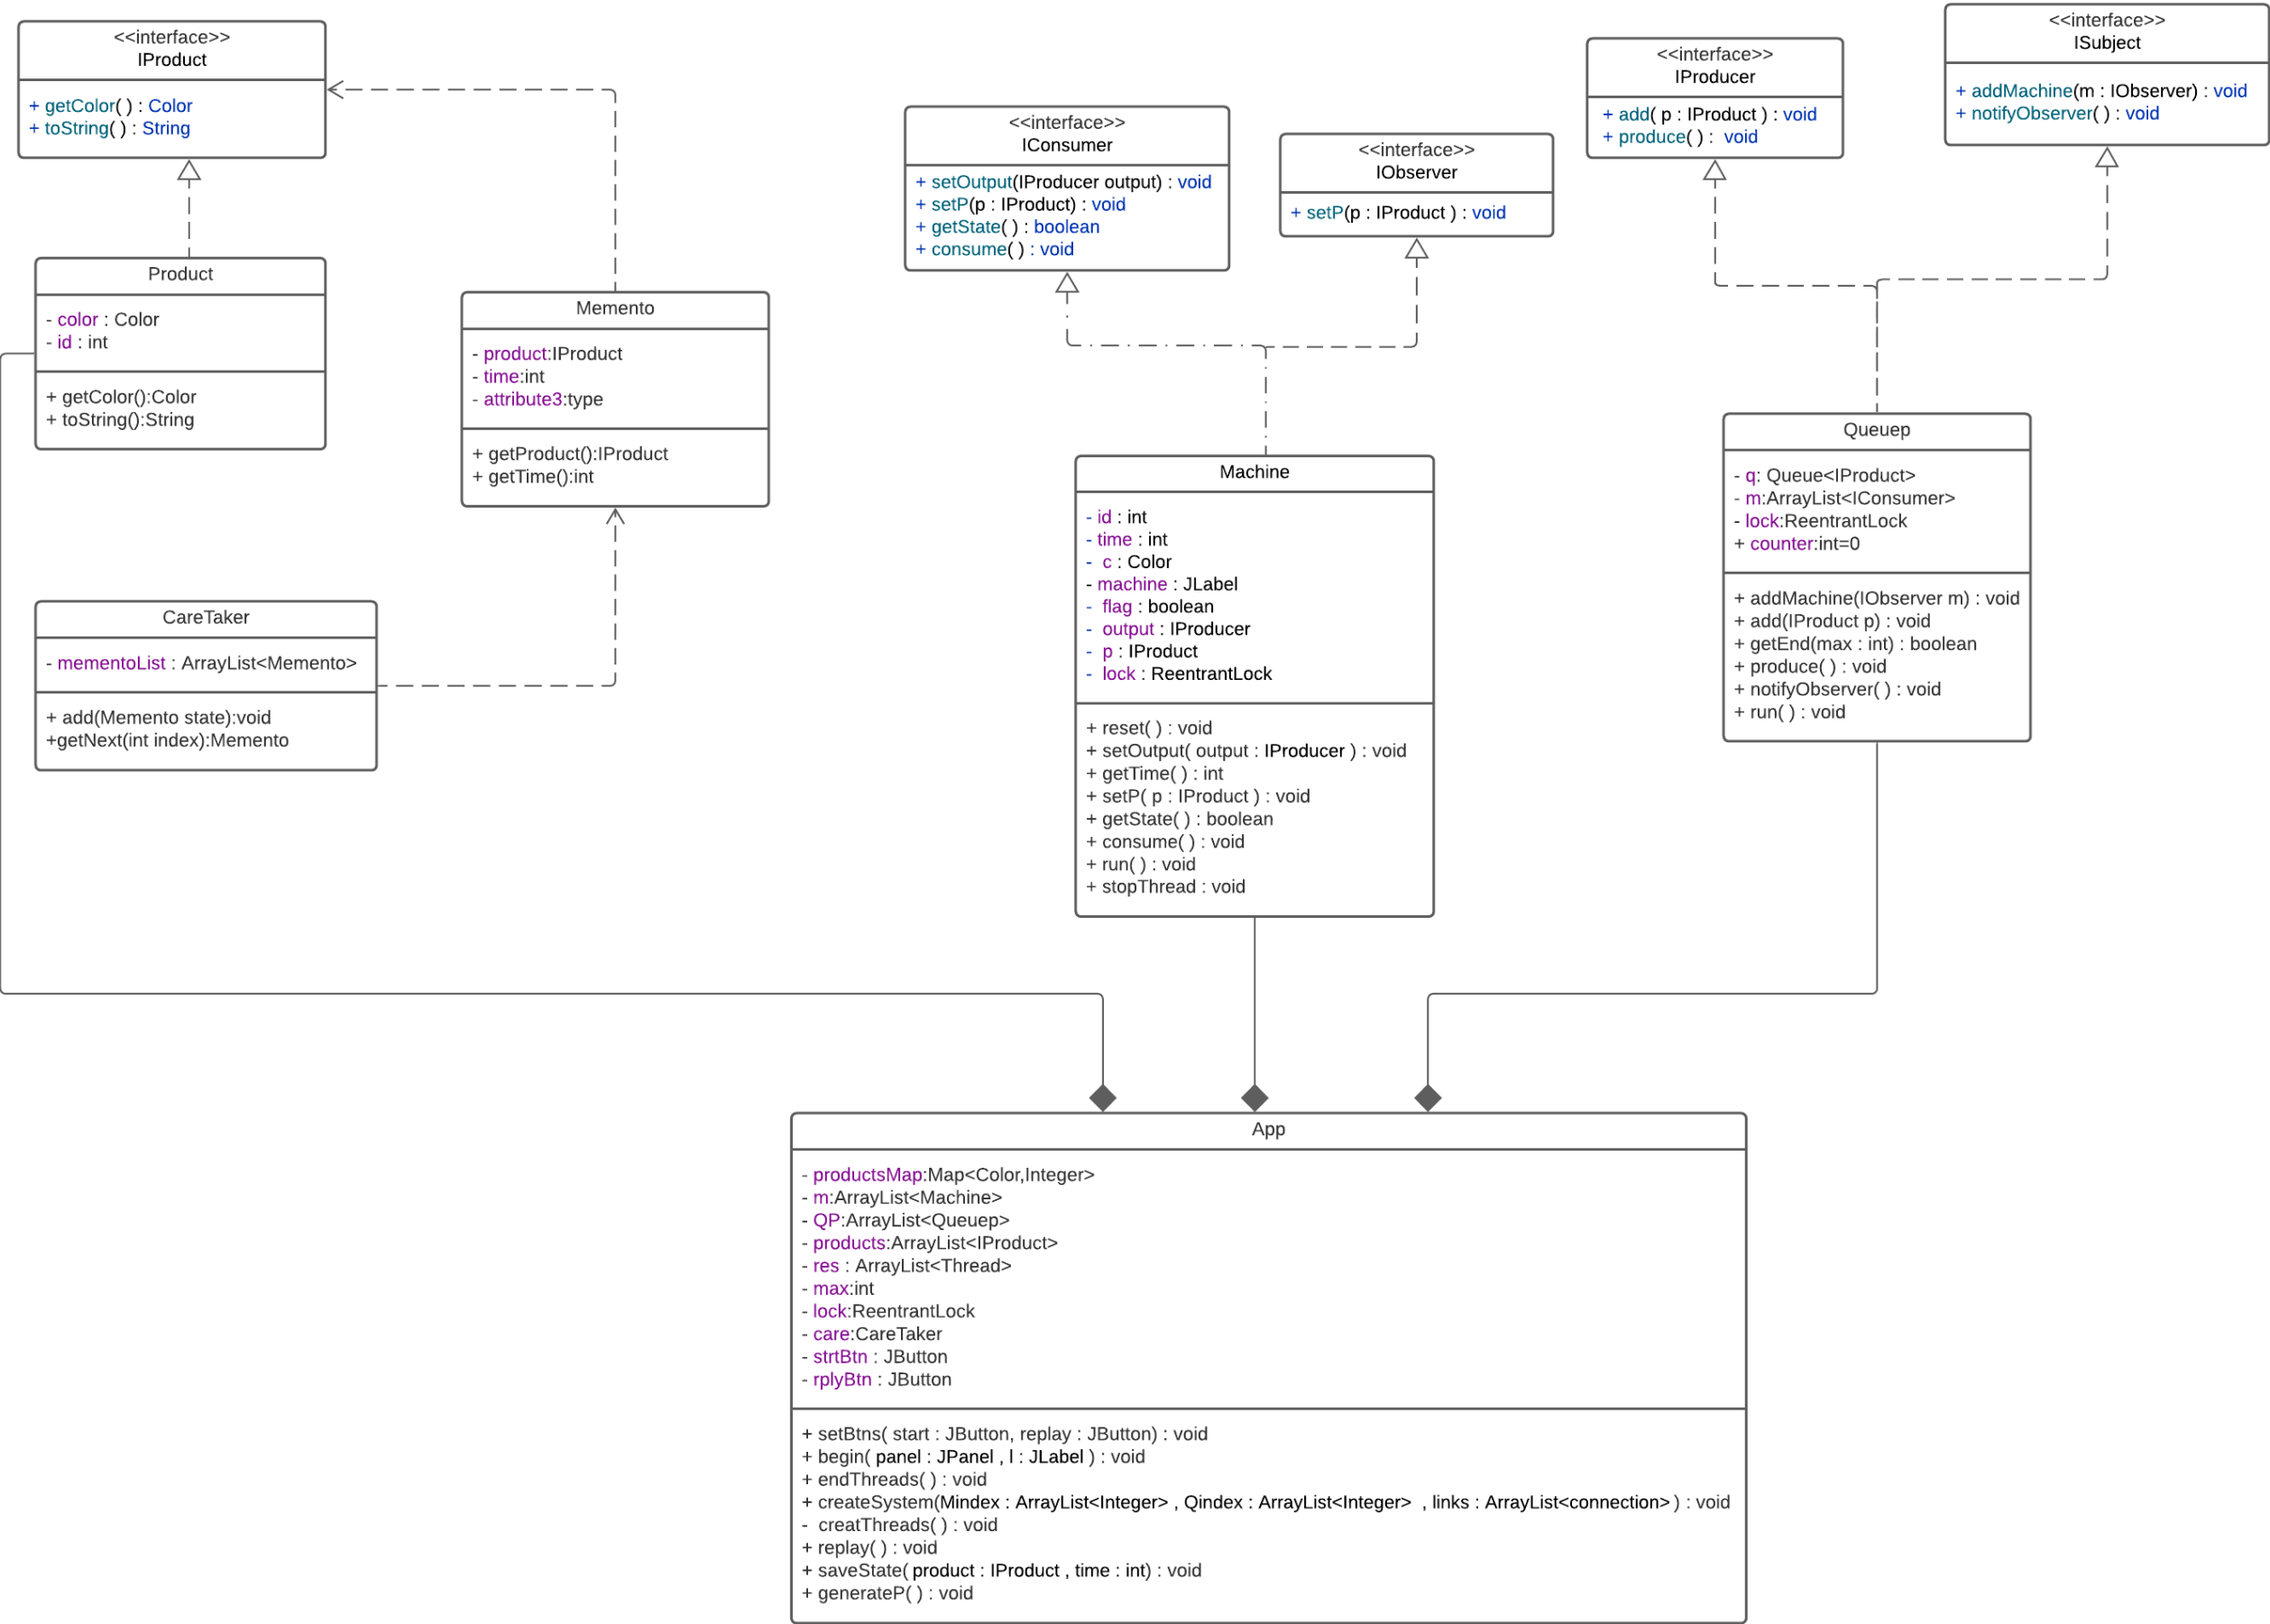 <<interface>>
IProduct
+ getColor( ) : Color
+ toString( ) : String
<<interface>>
IConsumer
+ setOutput(IProducer output) : void
+ setP(p : IProduct) : void
+ getState( ) : boolean
+ consume( ) : void
<<interface>>
IObserver
+ setP(p : IProduct ) : void
<<interface>>
IProducer
+ add( p : IProduct ) : void
+ produce( ) :  void
<<interface>>
ISubject
+ addMachine(m : IObserver) : void
+ notifyObserver( ) : void
Product
- color : Color
- id : int
+ getColor():Color
+ toString():String
Memento
- product:IProduct
- time:int
- attribute3:type
+ getProduct():IProduct
+ getTime():int
CareTaker
- mementoList : ArrayList<Memento>
+ add(Memento state):void
+getNext(int index):Memento
Machine
- id : int
- time : int
-  c : Color
- machine : JLabel
-  flag : boolean
-  output : IProducer
-  p : IProduct
-  lock : ReentrantLock
+ reset( ) : void
+ setOutput( output : IProducer ) : void
+ getTime( ) : int
+ setP( p : IProduct ) : void
+ getState( ) : boolean
+ consume( ) : void
+ run( ) : void
+ stopThread : void
Queuep
- q: Queue<IProduct>
- m:ArrayList<IConsumer>
- lock:ReentrantLock
+ counter:int=0
+ addMachine(IObserver m) : void
+ add(IProduct p) : void
+ getEnd(max : int) : boolean
+ produce( ) : void
+ notifyObserver( ) : void
+ run( ) : void
App
- productsMap:Map<Color,Integer>
- m:ArrayList<Machine>
- QP:ArrayList<Queuep>
- products:ArrayList<IProduct>
- res : ArrayList<Thread>
- max:int
- lock:ReentrantLock
- care:CareTaker
- strtBtn : JButton
- rplyBtn : JButton
+ setBtns( start : JButton, replay : JButton) : void
+ begin( panel : JPanel , l : JLabel ) : void
+ endThreads( ) : void
+ createSystem(Mindex : ArrayList<Integer> , Qindex : ArrayList<Integer>  , links : ArrayList<connection> ) : void
-  creatThreads( ) : void
+ replay( ) : void
+ saveState( product : IProduct , time : int) : void
+ generateP( ) : void